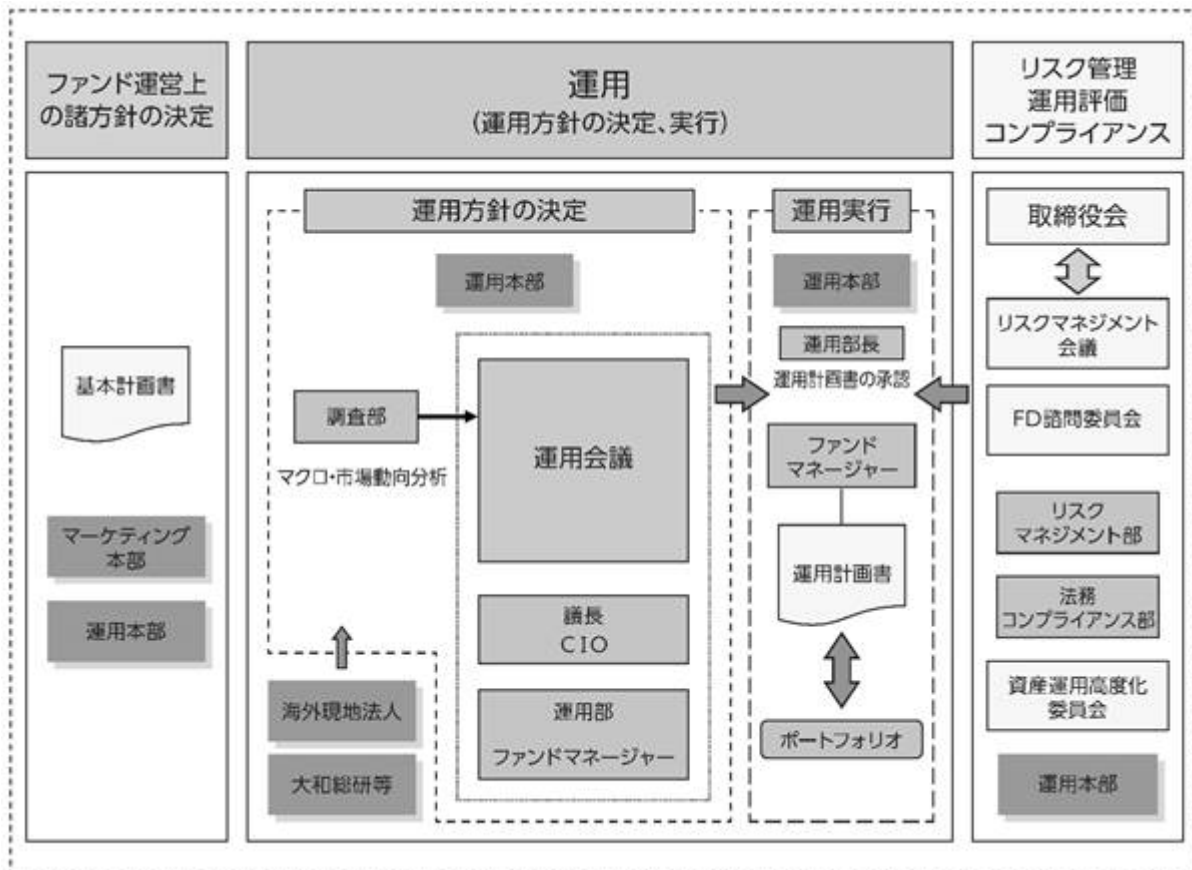 ファンド運営上
の諸方針の決定
運用
(運用方針の決定、実行)
リスク管理
運用評価
コンプライアンス
基本計画書
マーケティング
本部
運用本部
運用方針の決定
運用本部
調査部
マクロ・市場動向分析
運用会議
議長
CIO
運用部
ファンドマネージャー
海外現地法人
大和総研等
運用実行
運用本部
運用部長
運用計画書の承認
ファンド
マネージャー
運用計画書
ポートフォリオ
取締役会
リスクマネジメント
会議
FD諮問委員会
リスク
マネジメント部
法務
コンプライアンス部
資産運用高度化
委員会
運用本部